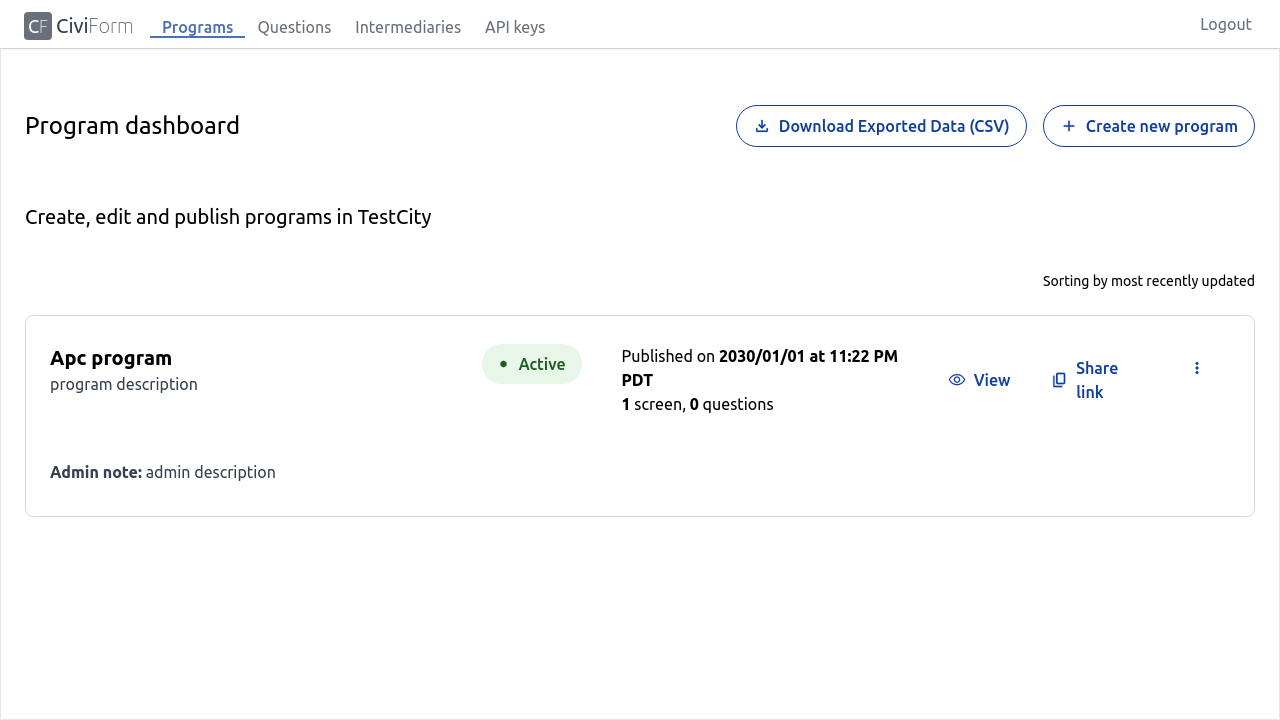 CF CiviForm
Programs
Questions
Intermediaries
API keys
Logout
Program dashboard
Download Exported Data (CSV)
Create new program
Create, edit and publish programs in TestCity
Sorting by most recently updated
Apc program
program description
Active
Published on 2030/01/01 at 11:22 PM
PDT
1 screen, 0 questions
View
Share
link
Admin note: admin description